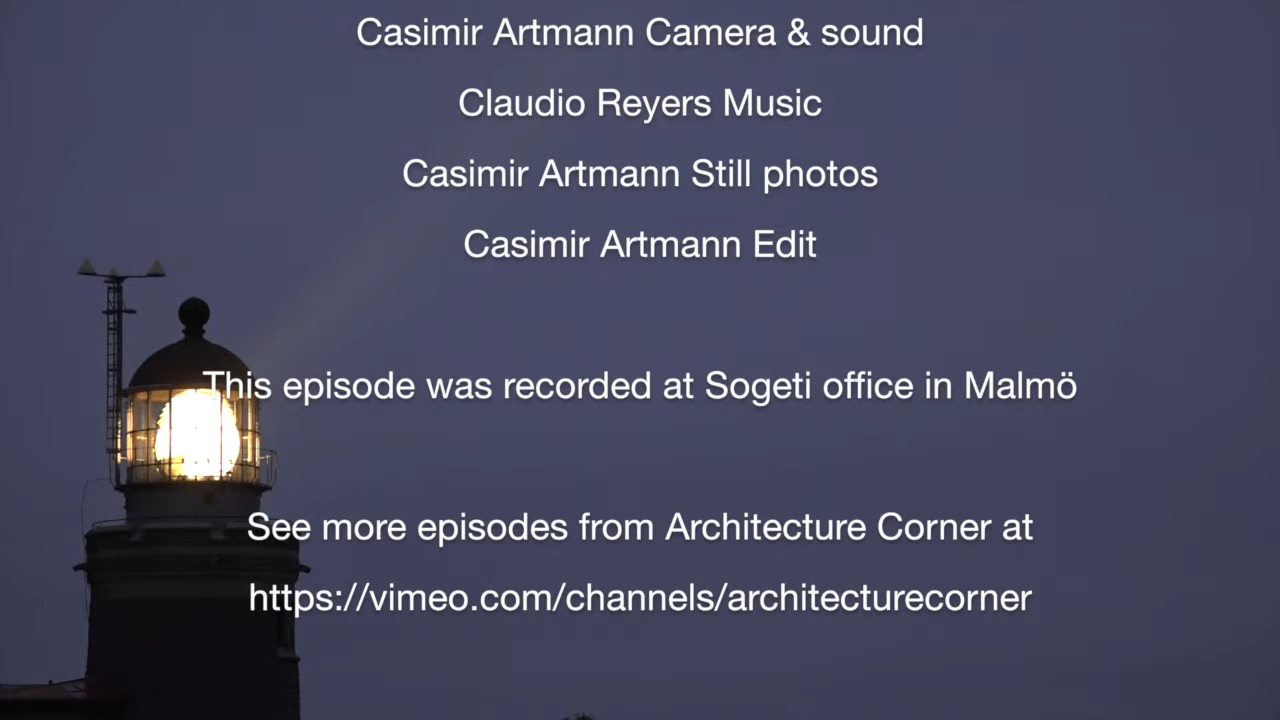 Casimir Artmann Camera & sound
Claudio Reyers Music
Casimir Artmann Still photos
Casimir Artmann Edit
This episode was recorded at Sogeti office in Malmö
See more episodes from Architecture Corner at
https://vimeo.com/channels/architecturecorner